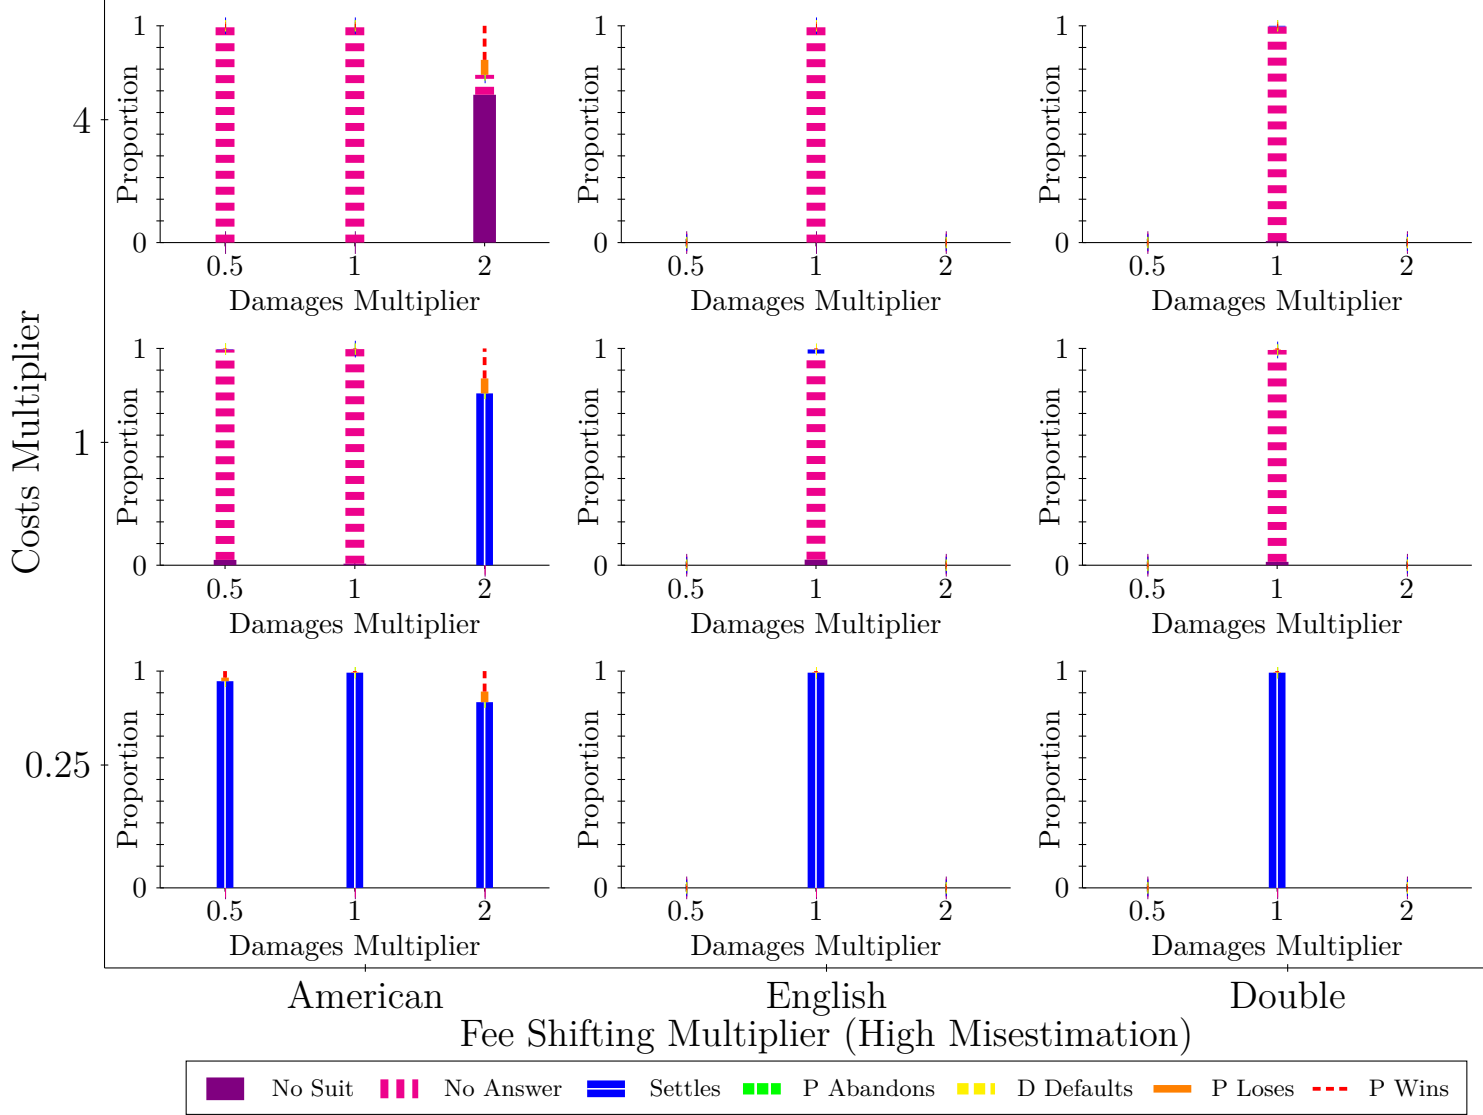 1
Proportion
0
0.5 1 2
Damages Multiplier
1
Proportion
0
0.5 1 2
Damages Multiplier
1
Proportion
0
0.5 1 2
Damages Multiplier
4
1
Proportion
0
0.5 1 2
Damages Multiplier
1
Proportion
0
0.5 1 2
Damages Multiplier
1
Proportion
0
0.5 1 2
Damages Multiplier
1
Costs Multiplier
1
Proportion
0
0.5 1 2
Damages Multiplier
1
Proportion
0
0.5 1 2
Damages Multiplier
1
Proportion
0
0.5 1 2
Damages Multiplier
0.25
American English Double
Fee Shifting Multiplier (High Misestimation)
No Suit No Answer Settles P Abandons D Defaults P Loses P Wins